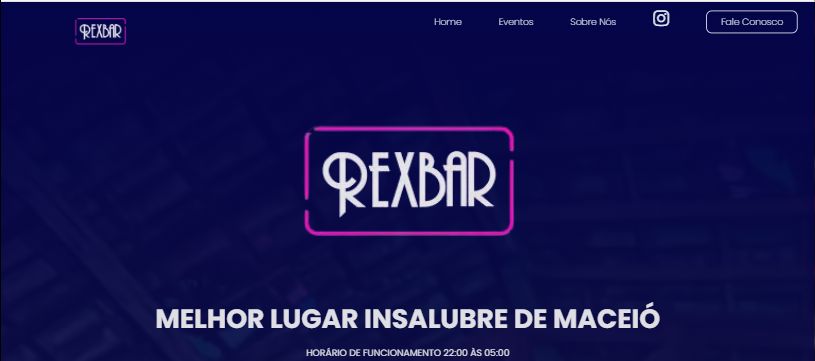 REXBAR
Home Eventos Sobre Nós Fale Conosco
REXBAR
MELHOR LUGAR INSALUBRE DE MACEIÓ
HORÁRIO DE FUNCIONAMENTO 22:00 ÀS 05:00